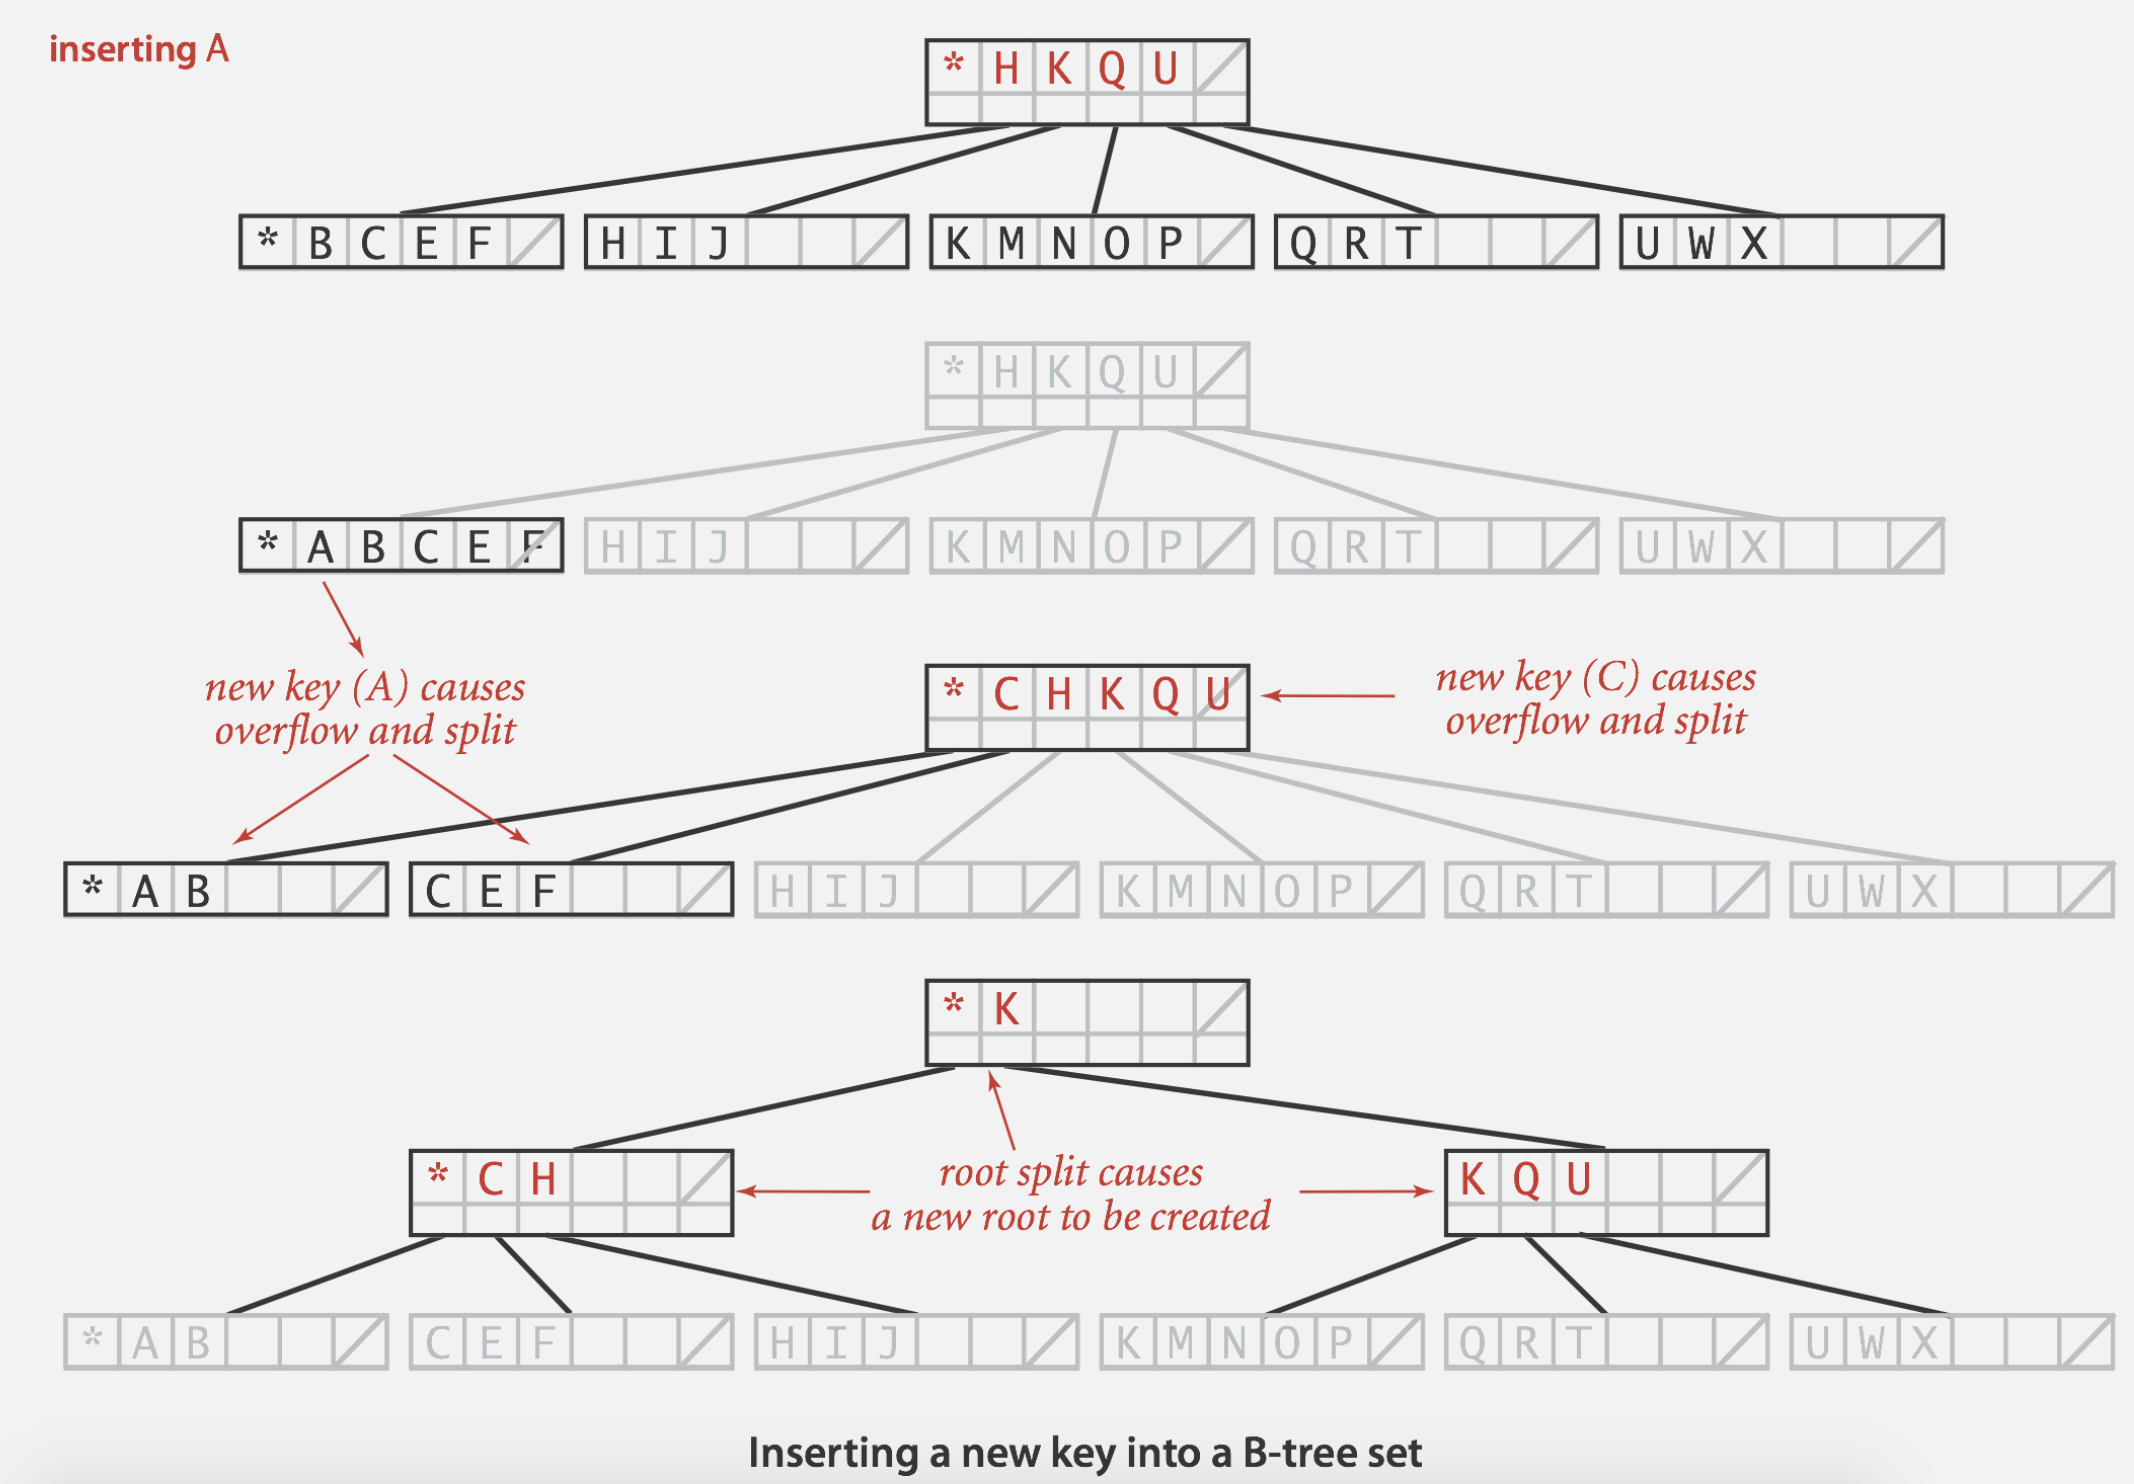 inserting A
* H K Q U
* B C E F
H I J
K M N O P
Q R T
U W X
* H K Q U
* A B C E F
H I J
K M N O P
Q R T
U W X
new key (A) causes
overflow and split
* C H K Q U
new key (C) causes
overflow and split
* A B
C E F
H I J
K M N O P
Q R T
U W X
* K
* C H
root split causes
a new root to be created
K Q U
* A B
C E F
H I J
K M N O P
Q R T
U W X
Inserting a new key into a B-tree set